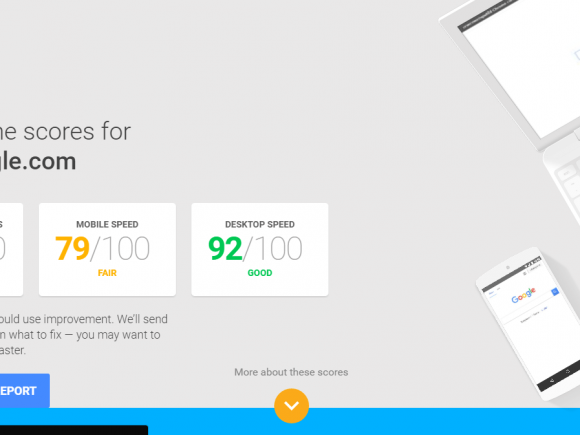 ne scores for
gle.com
S
MOBILE SPEED
DESKTOP SPEED
0
79/100
92/100
FAIR
GOOD
ould use improvement. We'll send
n what to fix — you may want to
aster.
More about these scores
EPORT
Google